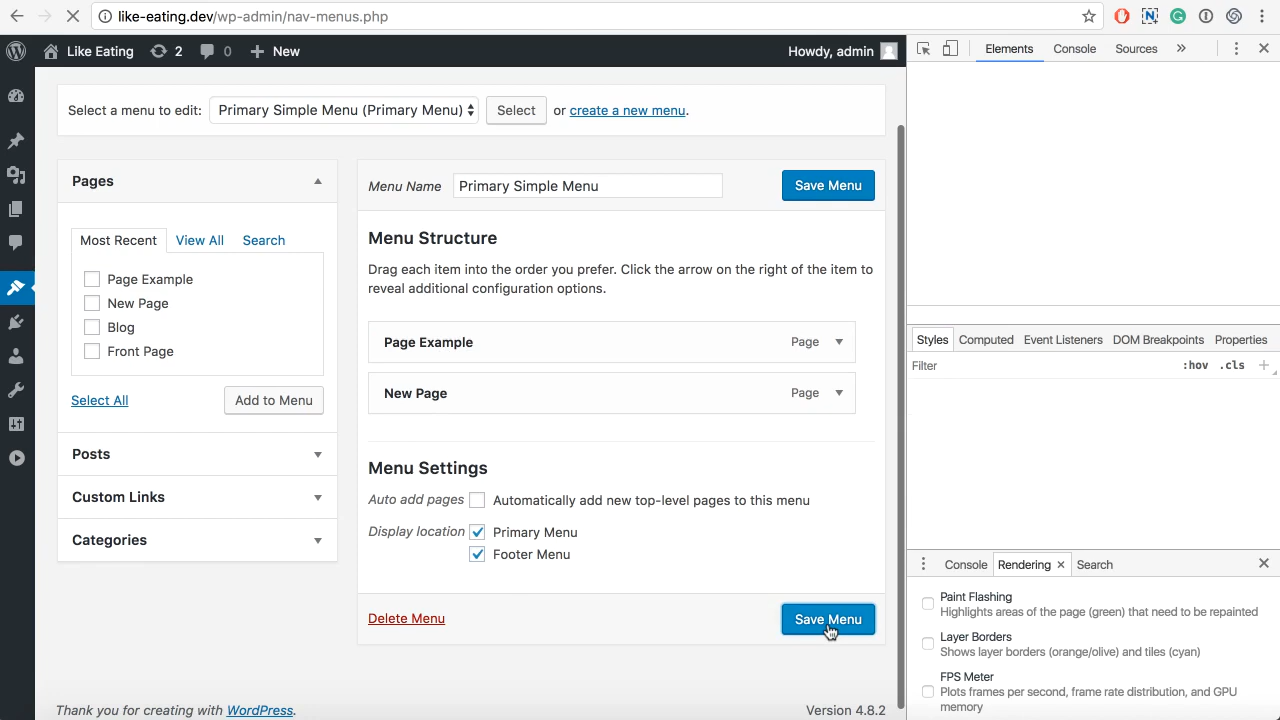 like-eating.dev/wp-admin/nav-menus.php
Like Eating 2 0 New Howdy, admin
Elements Console Sources »
Select a menu to edit: Primary Simple Menu (Primary Menu) Select or create a new menu.
Pages
Most Recent View All Search
Page Example
New Page
Blog
Front Page
Select All Add to Menu
Posts
Custom Links
Categories
Menu Name Primary Simple Menu Save Menu
Menu Structure
Drag each item into the order you prefer. Click the arrow on the right of the item to
reveal additional configuration options.
Page Example Page
New Page Page
Menu Settings
Auto add pages Automatically add new top-level pages to this menu
Display location Primary Menu
Footer Menu
Delete Menu Save Menu
Thank you for creating with WordPress. Version 4.8.2
Styles Computed Event Listeners DOM Breakpoints Properties
Filter :hov .cls +
Console Rendering × Search
Paint Flashing
Highlights areas of the page (green) that need to be repainted
Layer Borders
Shows layer borders (orange/olive) and tiles (cyan)
FPS Meter
Plots frames per second, frame rate distribution, and GPU
memory